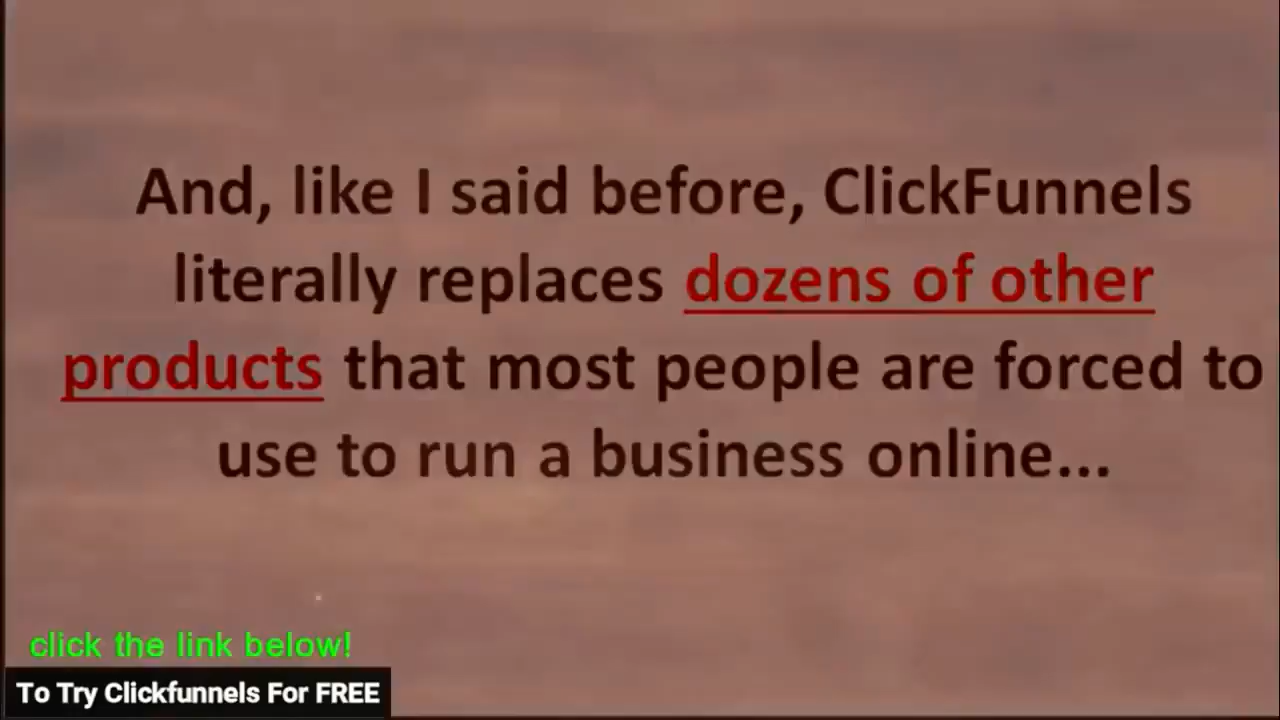 And, like I said before, ClickFunnels
literally replaces dozens of other
products that most people are forced to
use to run a business online...
click the link below!
To Try Clickfunnels For FREE